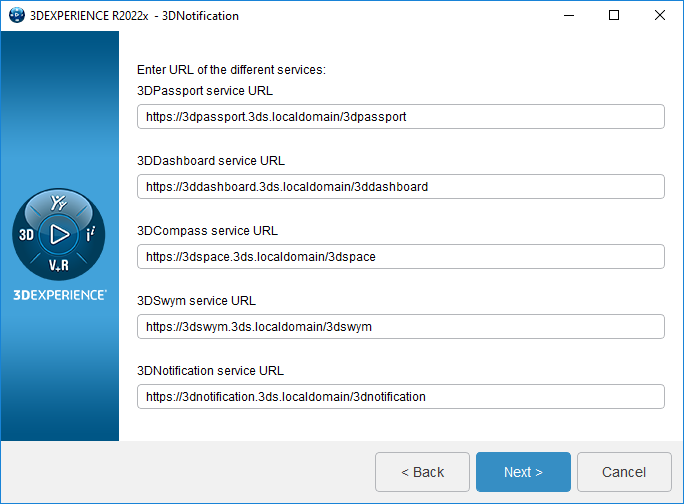 3DEXPERIENCE R2022x - 3DNotification
Enter URL of the different services:
3DPassport service URL
https://3dpassport.3ds.localdomain/3dpassport
3DDashboard service URL
https://3ddashboard.3ds.localdomain/3ddashboard
3DCompass service URL
https://3dspace.3ds.localdomain/3dspace
3DSwym service URL
https://3dswym.3ds.localdomain/3dswym
3DNotification service URL
https://3dnotification.3ds.localdomain/3dnotification
3D
i
V+R
3DEXPERIENCE
< Back
Next >
Cancel